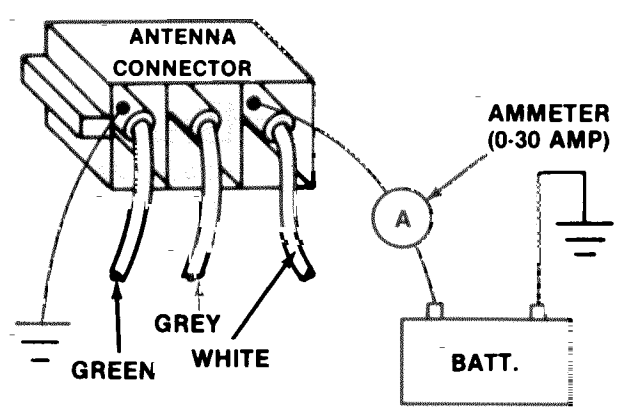 ANTENNA
CONNECTOR
AMMETER
(0-30 AMP)
A
GREY
WHITE
GREEN
BATT.